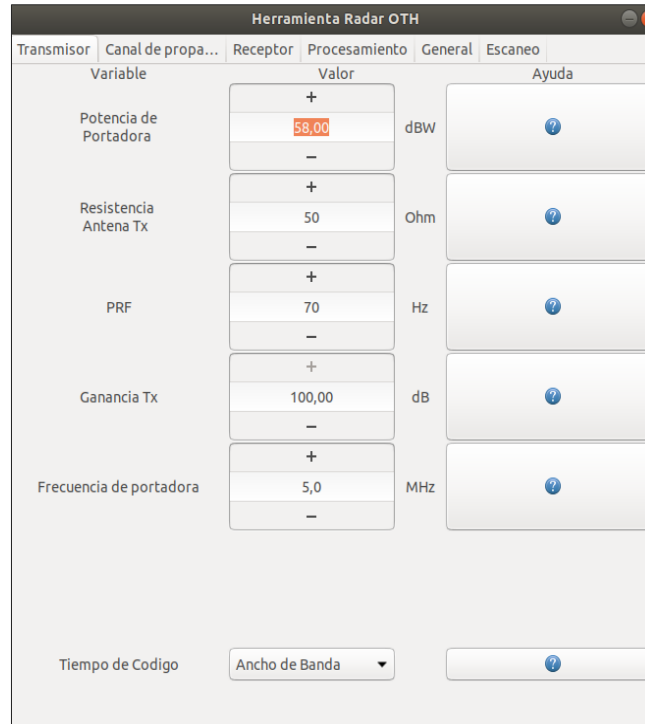 Herramienta Radar OTH
Transmisor Canal de propa... Receptor Procesamiento General Escaneo
Variable Valor Ayuda
+
Potencia de
Portadora
58,00 dBW ?
−
+
Resistencia
Antena Tx
50 Ohm ?
−
+
PRF 70 Hz ?
−
+
Ganancia Tx 100,00 dB ?
−
+
Frecuencia de portadora 5,0 MHz ?
−
Tiempo de Codigo Ancho de Banda ?